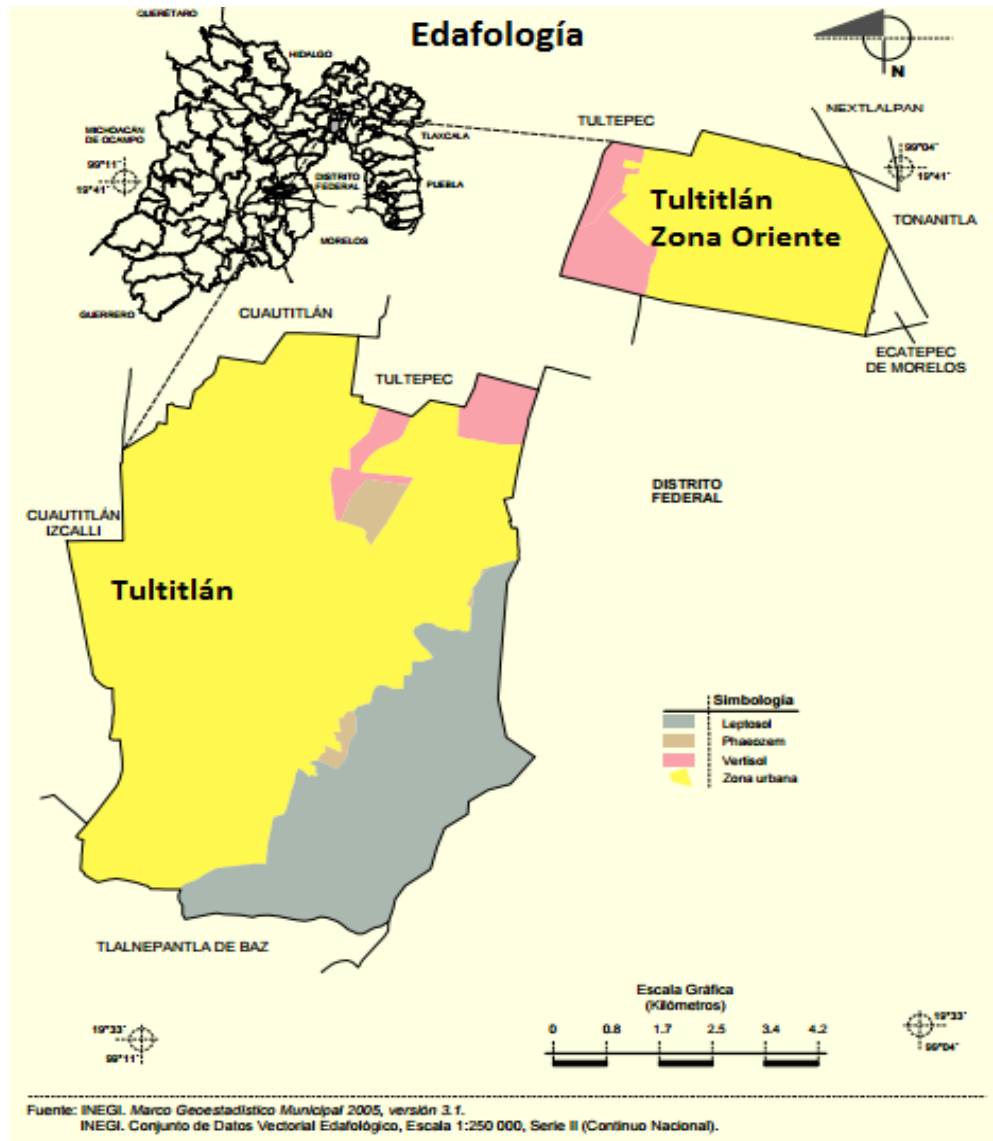 Edafología
QUERÉTARO
HIDALGO
MICHOACÁN
DE OCAMPO
TLAXCALA
DISTRITO
FEDERAL
PUEBLA
MORELOS
GUERRERO
99°11'
19°41'
N
NEXTLALPAN
TULTEPEC
99°04'
19°41'
Tultitlán
Zona Oriente
TONANITLA
ECATEPEC
DE MORELOS
CUAUTITLÁN
TULTEPEC
DISTRITO
FEDERAL
CUAUTITLÁN
IZCALLI
Tultitlán
Simbología
Leptosol
Phaeozem
Vertisol
Zona urbana
TLALNEPANTLA DE BAZ
Escala Gráfica
(Kilómetros)
0 0.8 1.7 2.5 3.4 4.2
19°33'
99°11'
19°33'
99°04'
Fuente: INEGI. Marco Geoestadístico Municipal 2005, versión 3.1.
INEGI. Conjunto de Datos Vectorial Edafológico, Escala 1:250 000, Serie II (Continuo Nacional).